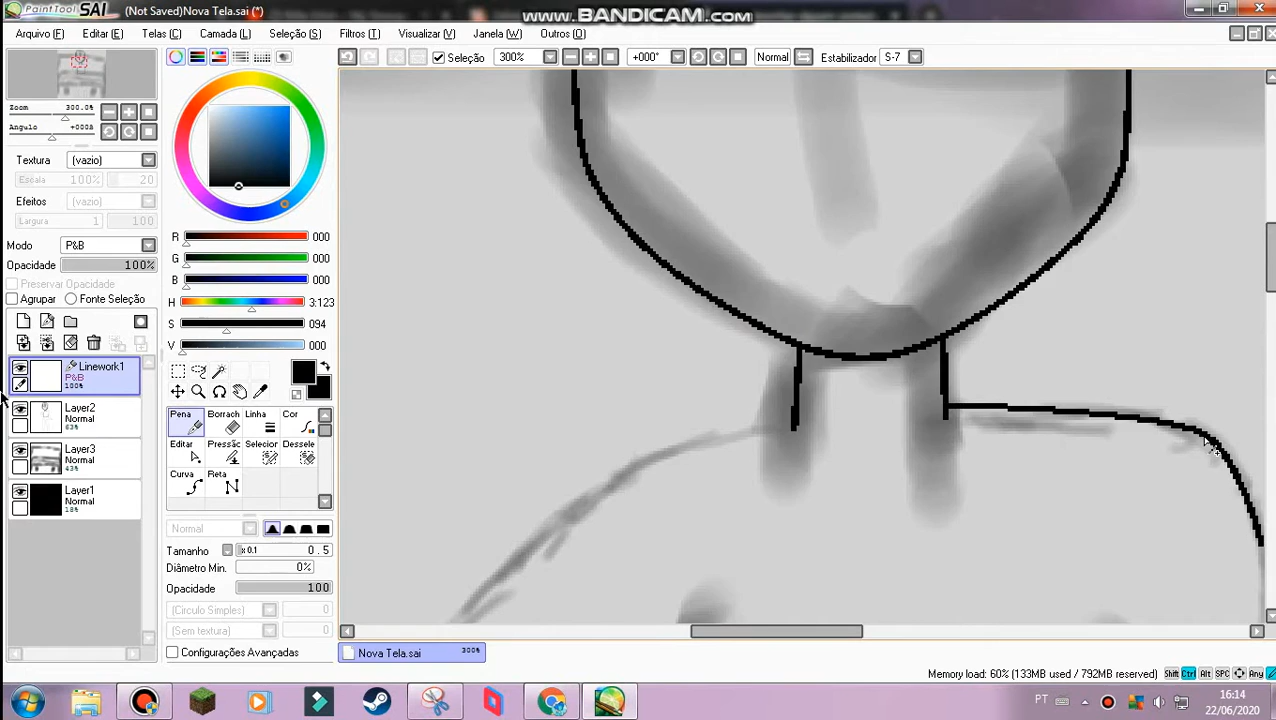 PaintTool SAI (Not Saved)Nova Tela.sai (*)
www.BANDICAM.com
Arquivo (F) Editar (E) Telas (C) Camada (L) Seleção (S) Filtros (T) Visualizar (V) Janela (W) Outros (O)
Seleção 300% +000° Normal Estabilizador S-7
Zoom 300.0%
Angulo +000ª
Textura (vazio)
Escala 100% 20
Efeitos (vazio)
Largura 1 100
Modo P&B
Opacidade 100%
Preservar Opacidade
Agrupar Fonte Seleção
Linework1
P&B
100%
Layer2
Normal
Layer3
Normal
43%
Layer1
Normal
18%
R 000
G 000
B 000
H 3:123
S 094
V 000
Pena Borrach Linha Cor
Editar Pressãc Selecior Dessele
Curva Reta
Normal
Tamanho x 0.1 0.5
Diâmetro Min. 0%
Opacidade 100
(Circulo Simples) 0
(Sem textura) 0
Configurações Avançadas
Nova Tela.sai 300%
Memory load: 60% (133MB used / 792MB reserved)
Shift Ctrl Alt SPC Any
PT
16:14
22/06/2020